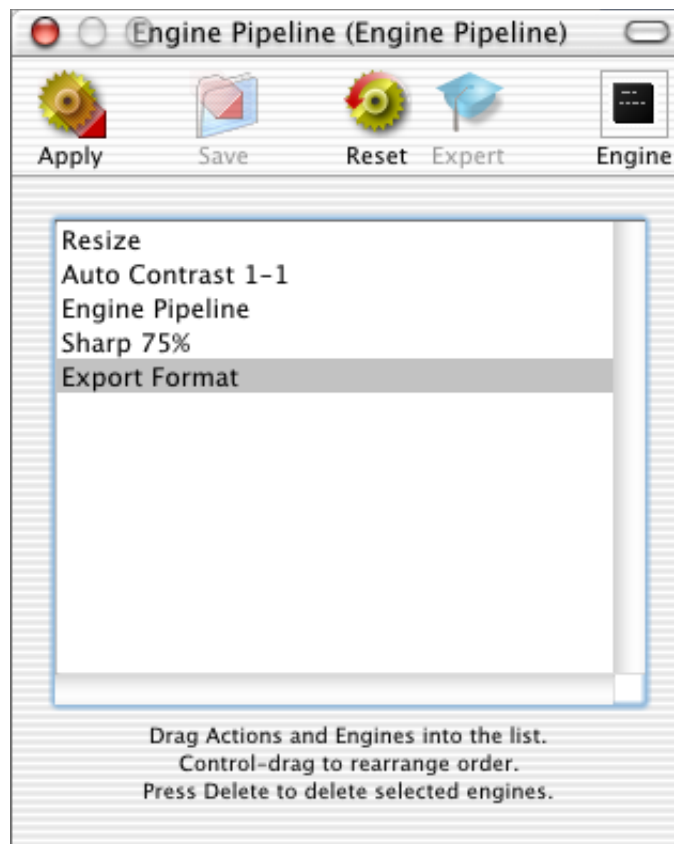 Engine Pipeline (Engine Pipeline)
Apply Save Reset Expert Engine
Resize
Auto Contrast 1-1
Engine Pipeline
Sharp 75%
Export Format
Drag Actions and Engines into the list.
Control-drag to rearrange order.
Press Delete to delete selected engines.